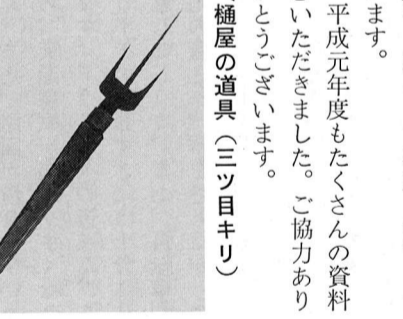 ます。
平成元年度もたくさんの資料
いただきました。ご協力あり
とうございます。
樋屋の道具（三ツ目キリ）